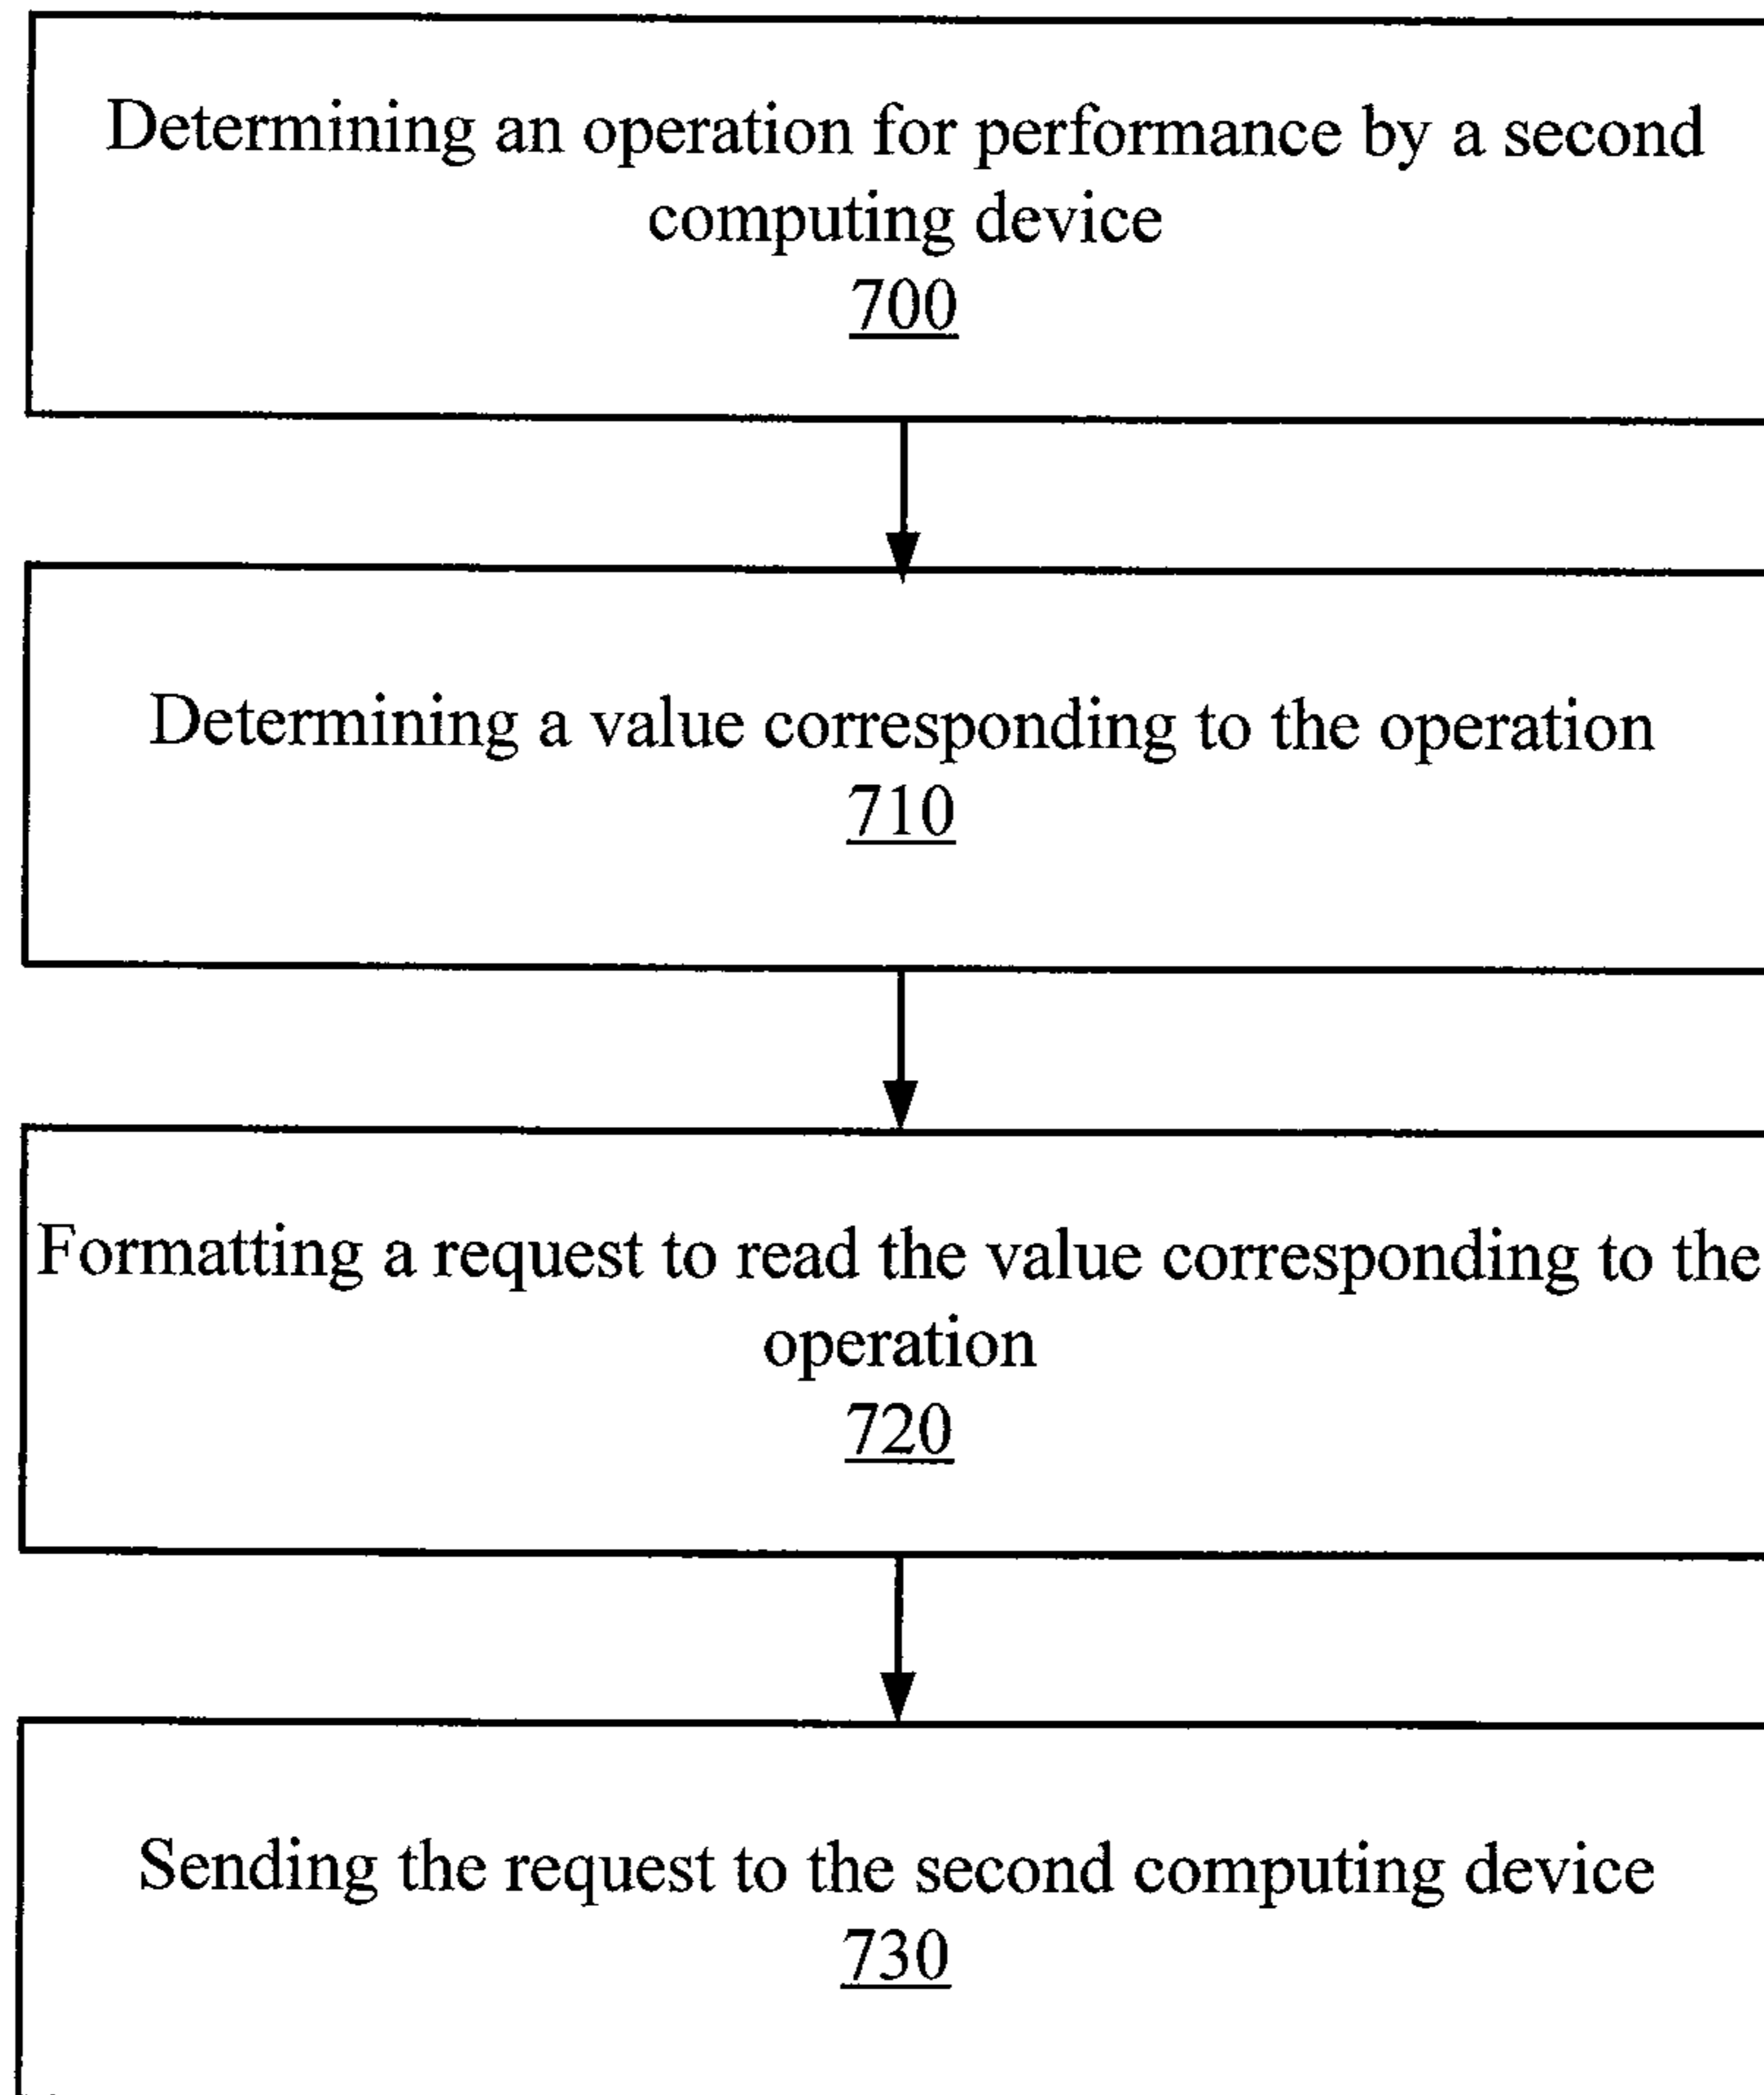 Determining an operation for performance by a second
computing device
700
Determining a value corresponding to the operation
710
Formatting a request to read the value corresponding to the
operation
720
Sending the request to the second computing device
730